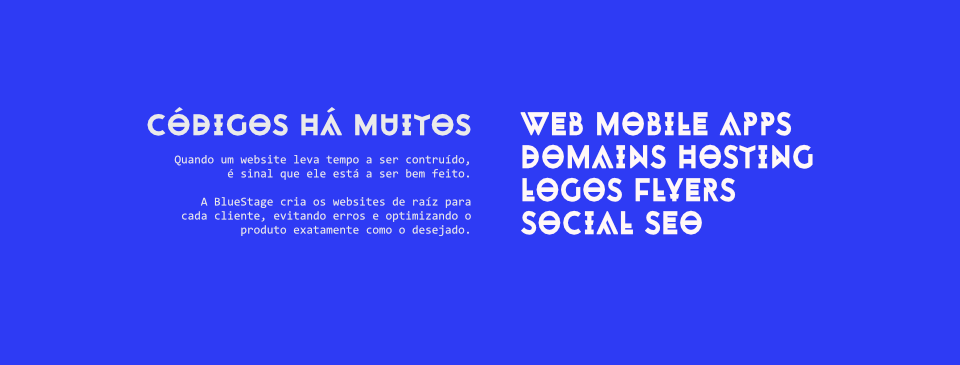 CÓDIGOS HÁ MUITOS
Quando um website leva tempo a ser contruído,
é sinal que ele está a ser bem feito.
A BlueStage cria os websites de raíz para
cada cliente, evitando erros e optimizando o
produto exatamente como o desejado.
WEB MOBILE APPS
DOMAINS HOSTING
LOGOS FLYERS
SOCIAL SEO